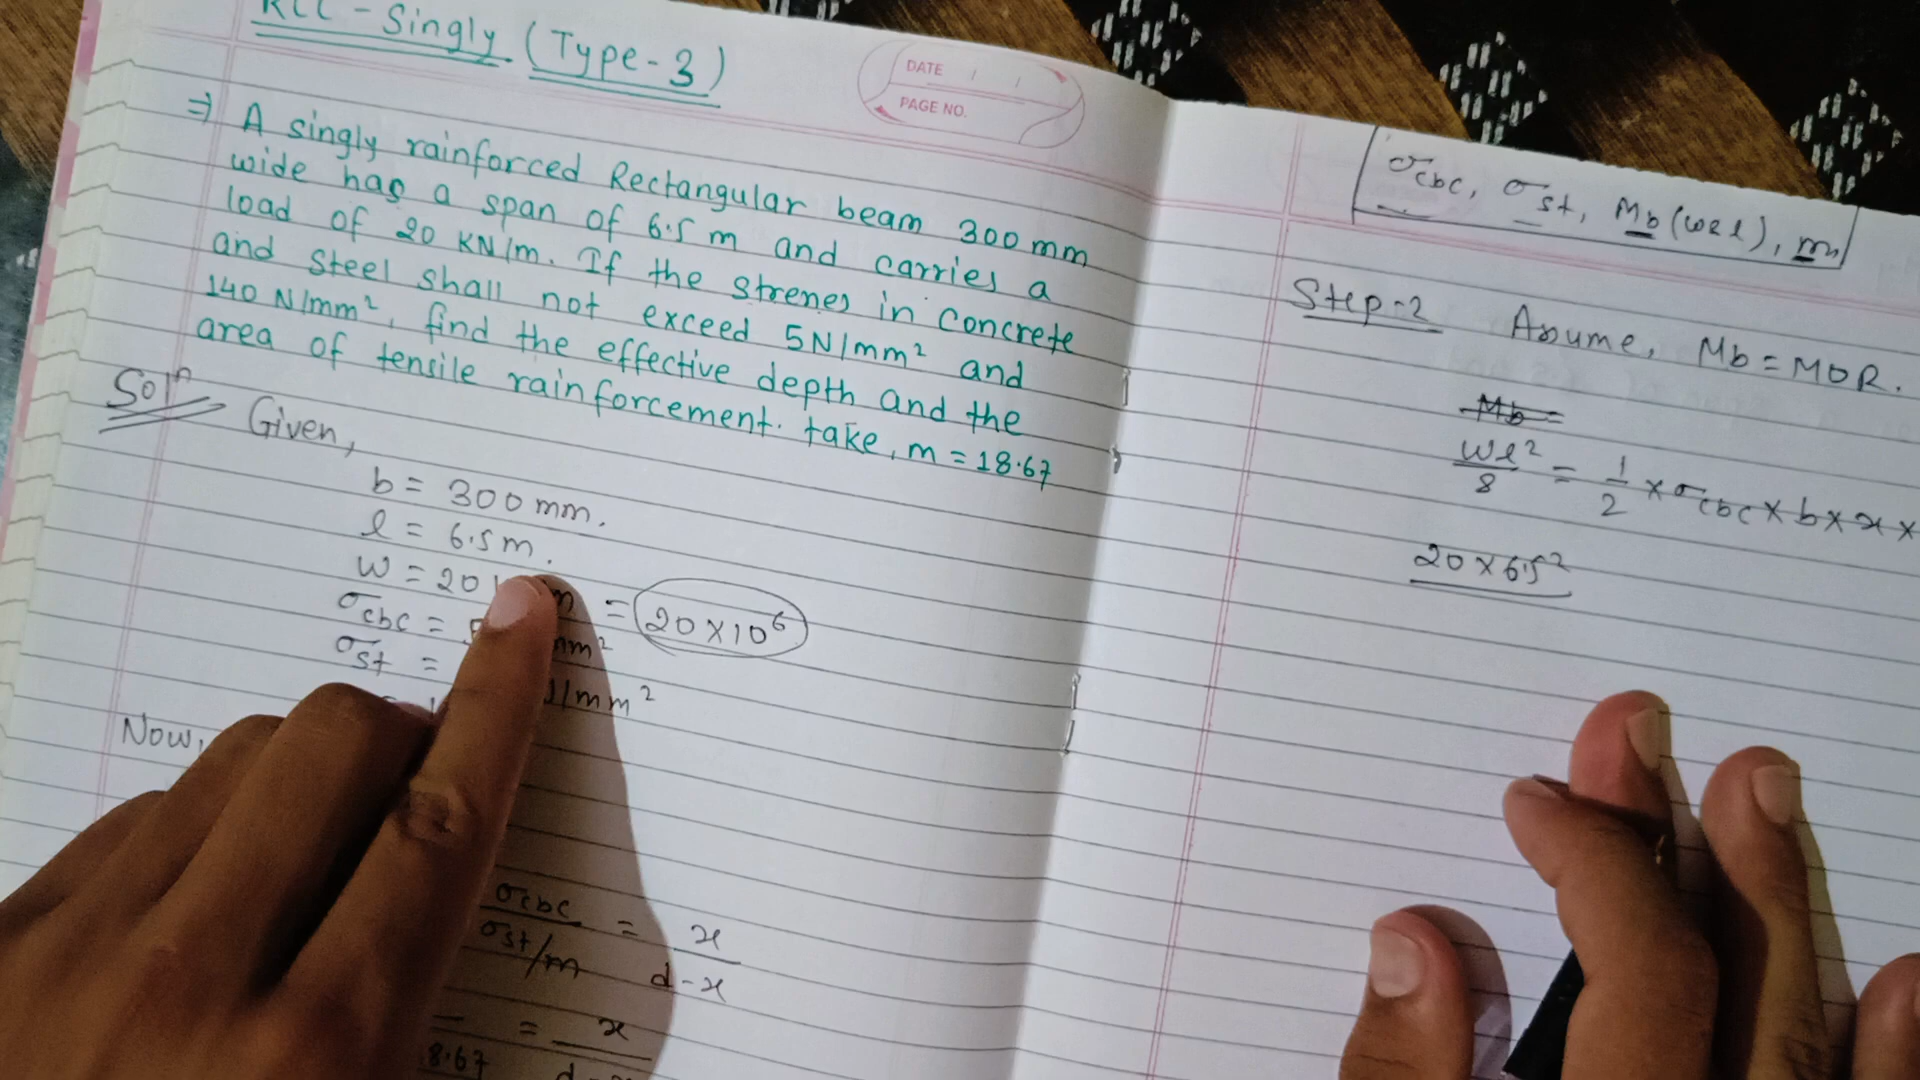 RCC - Singly (Type-3)
DATE / /
PAGE NO.
⇒ A singly rainforced Rectangular beam 300 mm
wide has a span of 6.5 m and carries a
load of 20 KN/m. If the strenes in concrete
and steel shall not exceed 5N/mm² and
140 N/mm², find the effective depth and the
area of tensile rainforcement. take, m = 18.67
Solⁿ
Given,
b = 300 mm.
l = 6.5 m.
w = 20 = 20×10⁶
σcbc = mm²
σst = /mm²
Now,
σcbc / σst/m = x / d-x
= x
8.67 d
σcbc, σst, Mb (w&l), m
Step-2 Assume, Mb = MOR.
Mb =
wl²/8 = 1/2 × σcbc × b × x ×
20 × 6.5²